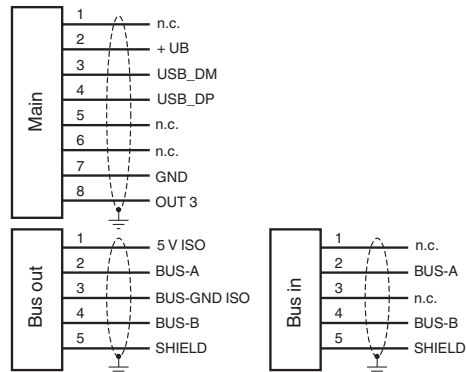 Main
1 n.c.
2 + UB
3 USB_DM
4 USB_DP
5 n.c.
6 n.c.
7 GND
8 OUT 3
Bus out
1 5 V ISO
2 BUS-A
3 BUS-GND ISO
4 BUS-B
5 SHIELD
Bus in
1 n.c.
2 BUS-A
3 n.c.
4 BUS-B
5 SHIELD